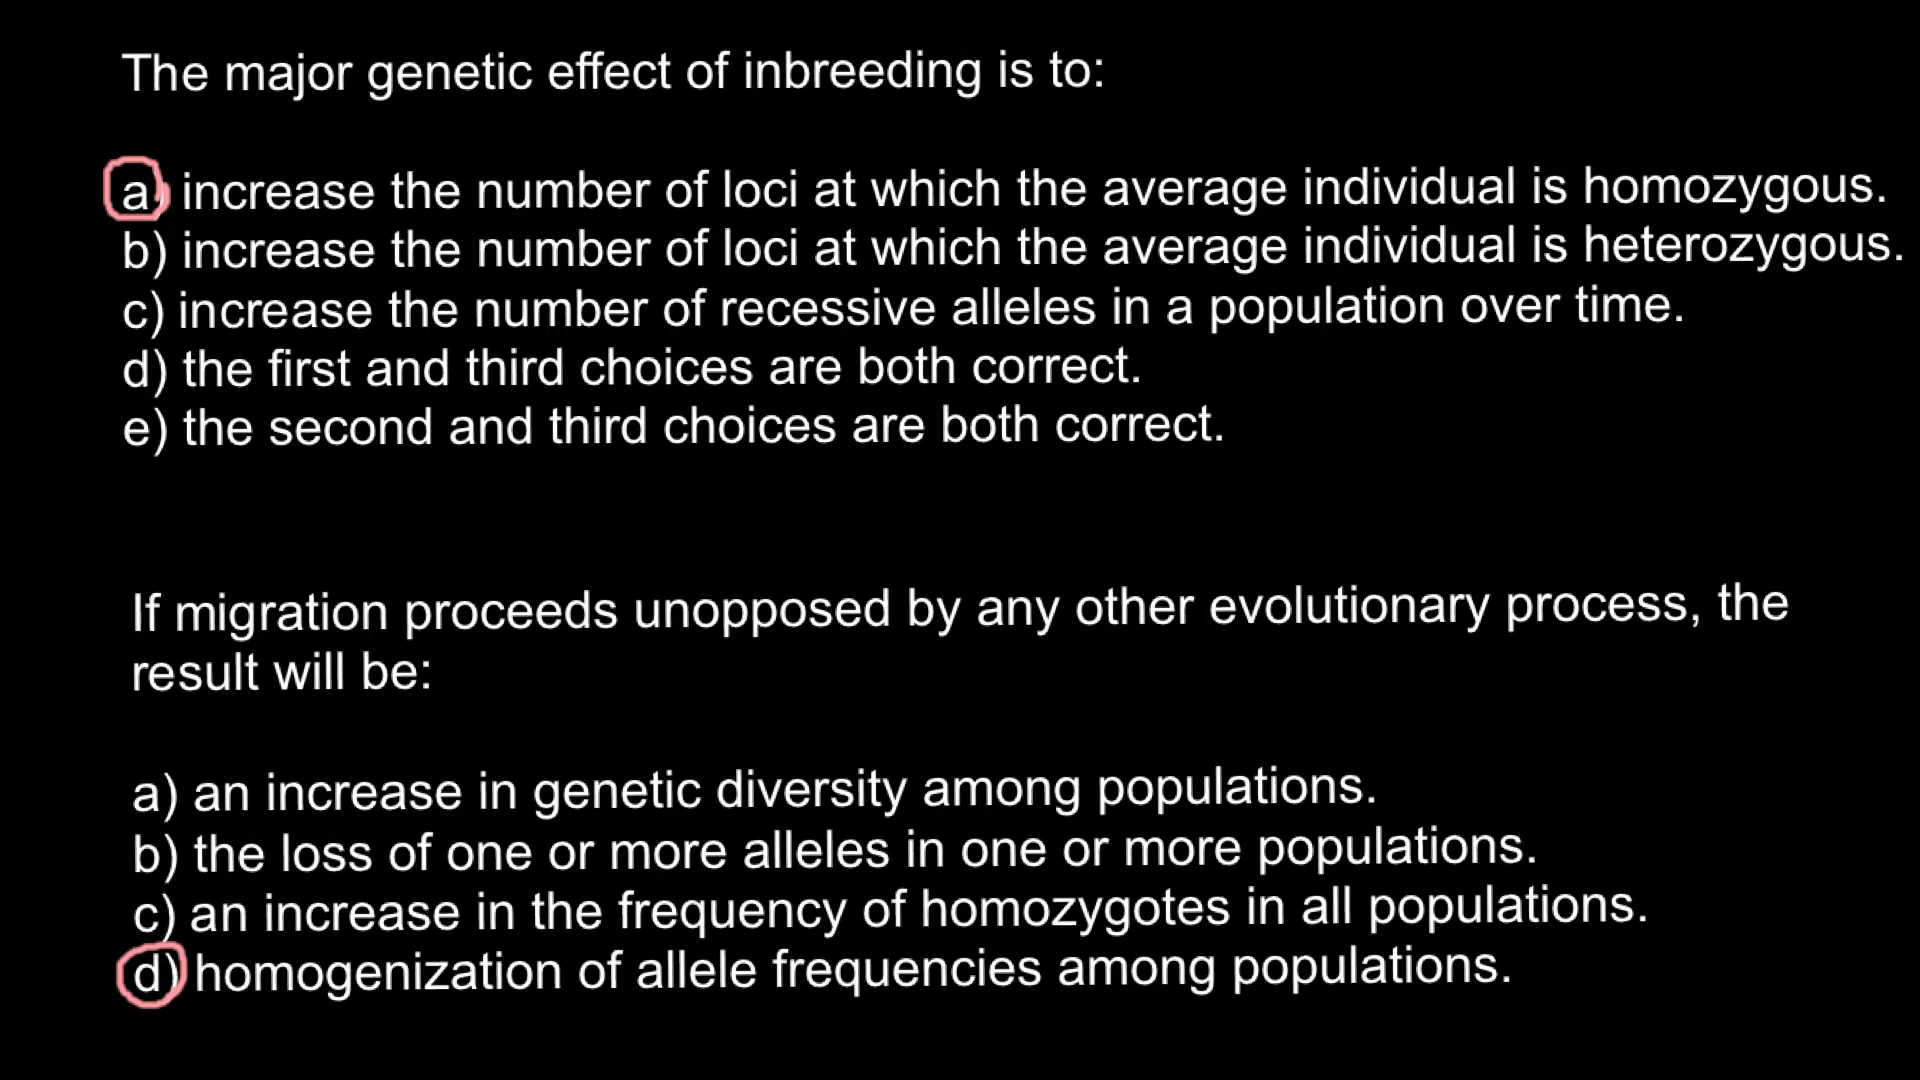 The major genetic effect of inbreeding is to:
a) increase the number of loci at which the average individual is homozygous.
b) increase the number of loci at which the average individual is heterozygous.
c) increase the number of recessive alleles in a population over time.
d) the first and third choices are both correct.
e) the second and third choices are both correct.
If migration proceeds unopposed by any other evolutionary process, the
result will be:
a) an increase in genetic diversity among populations.
b) the loss of one or more alleles in one or more populations.
c) an increase in the frequency of homozygotes in all populations.
d) homogenization of allele frequencies among populations.